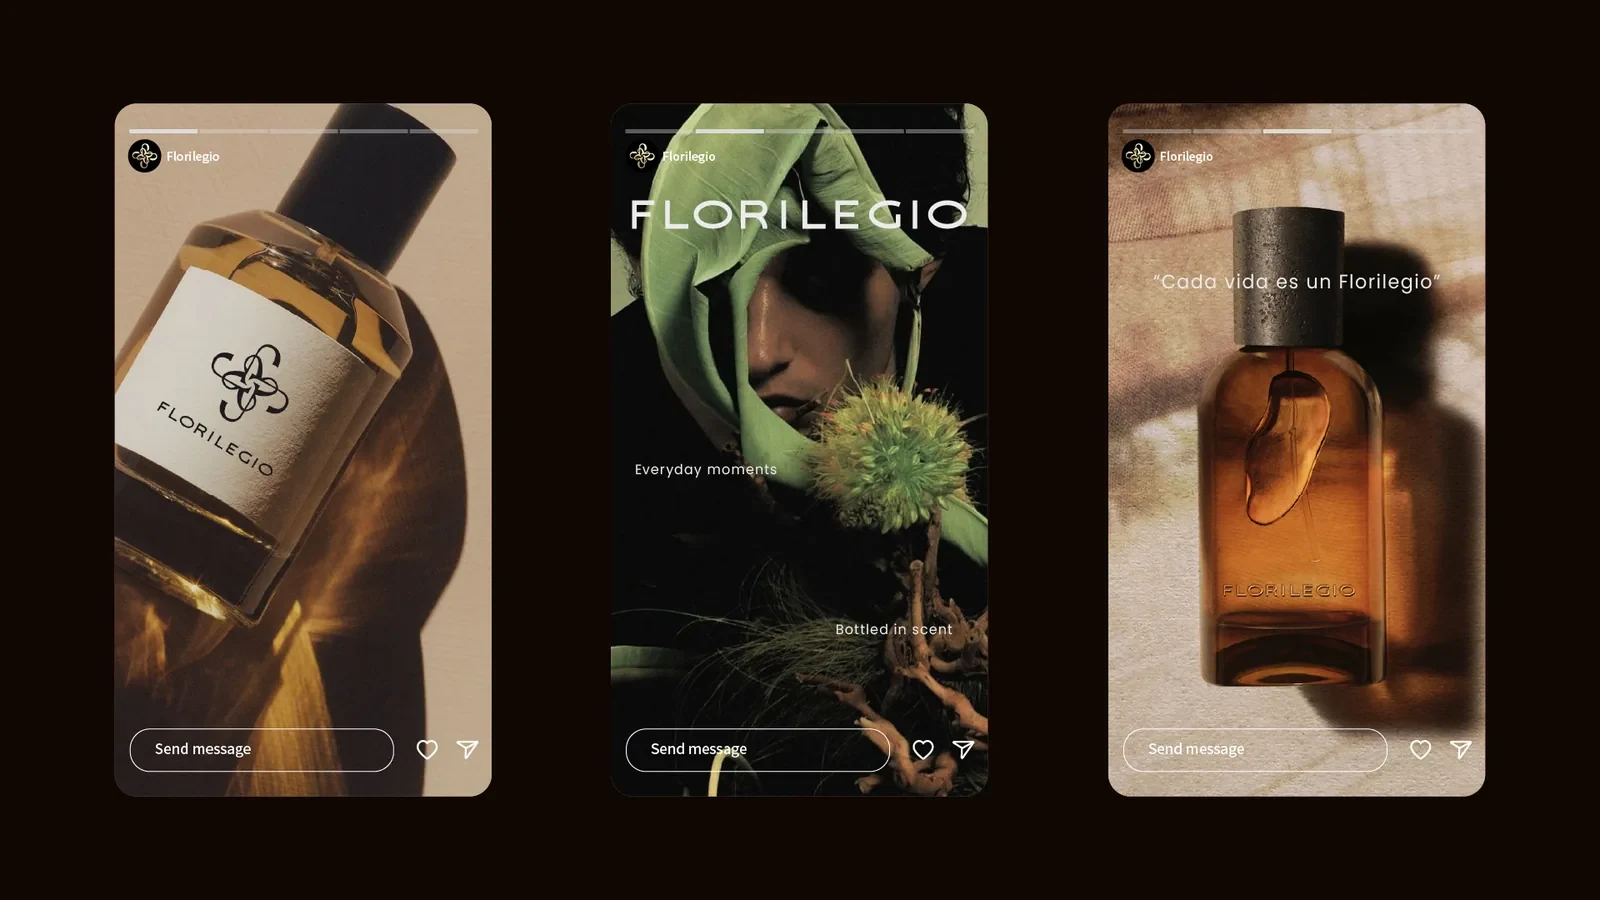 Florilegio
FLORILEGIO
Send message
Florilegio
FLORILEGIO
Everyday moments
Bottled in scent
Send message
Florilegio
“Cada vida es un Florilegio”
FLORILEGIO
Send message